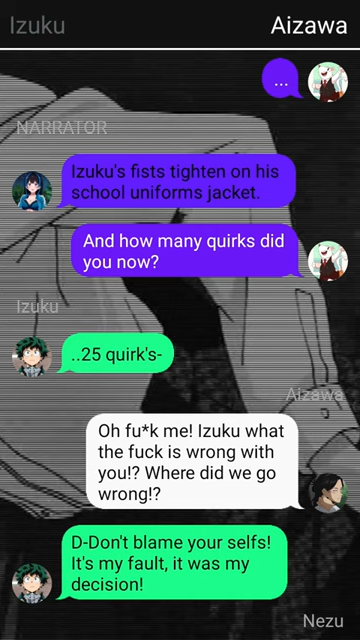 Izuku
Aizawa
...
NARRATOR
Izuku's fists tighten on his
school uniforms jacket.
And how many quirks did
you now?
Izuku
..25 quirk's-
Aizawa
Oh fu*k me! Izuku what
the fuck is wrong with
you!? Where did we go
wrong!?
D-Don't blame your selfs!
It's my fault, it was my
decision!
Nezu